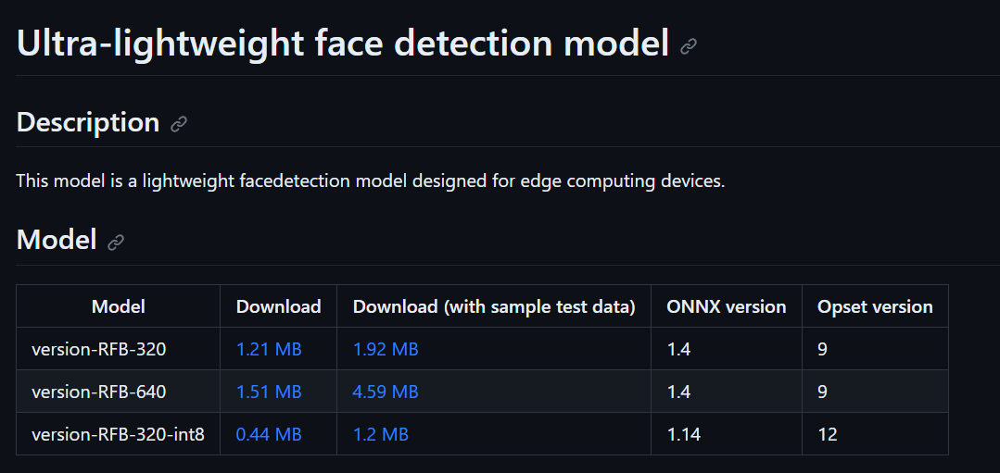 Ultra-lightweight face detection model
Description
This model is a lightweight facedetection model designed for edge computing devices.
Model
Model Download Download (with sample test data) ONNX version Opset version
version-RFB-320 1.21 MB 1.92 MB 1.4 9
version-RFB-640 1.51 MB 4.59 MB 1.4 9
version-RFB-320-int8 0.44 MB 1.2 MB 1.14 12